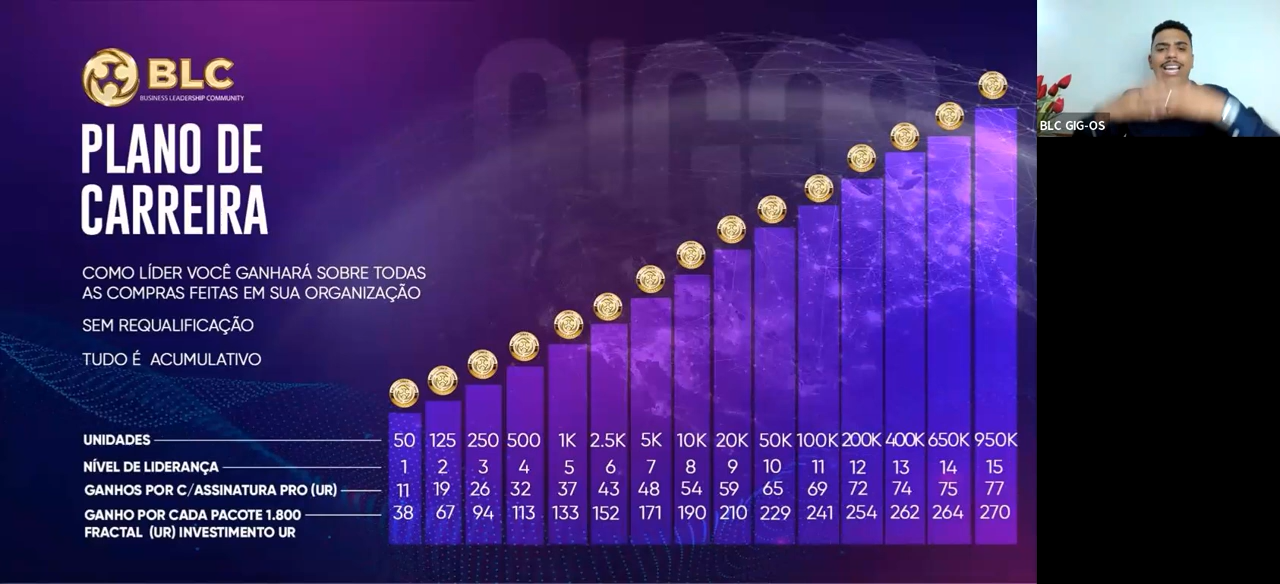 BLC
BUSINESS LEADERSHIP COMMUNITY
PLANO DE
CARREIRA
COMO LÍDER VOCÊ GANHARÁ SOBRE TODAS
AS COMPRAS FEITAS EM SUA ORGANIZAÇÃO
SEM REQUALIFICAÇÃO
TUDO É ACUMULATIVO
UNIDADES 50 125 250 500 1K 2.5K 5K 10K 20K 50K 100K 200K 400K 650K 950K
NÍVEL DE LIDERANÇA 1 2 3 4 5 6 7 8 9 10 11 12 13 14 15
GANHOS POR C/ASSINATURA PRO (UR) 11 19 26 32 37 43 48 54 59 65 69 72 74 75 77
GANHO POR CADA PACOTE 1.800 38 67 94 113 133 152 171 190 210 229 241 254 262 264 270
FRACTAL (UR) INVESTIMENTO UR
BLC GIG-OS